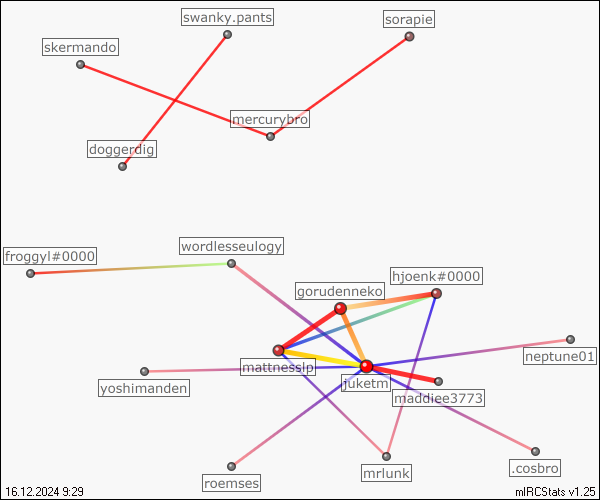 swanky.pants
sorapie
skermando
mercurybro
doggerdig
wordlesseulogy
froggyl#0000
hjoenk#0000
gorudenneko
neptune01
mattnesslp
juketm
yoshimanden
maddiee3773
.cosbro
mrlunk
roemses
16.12.2024 9:29
mIRCStats v1.25